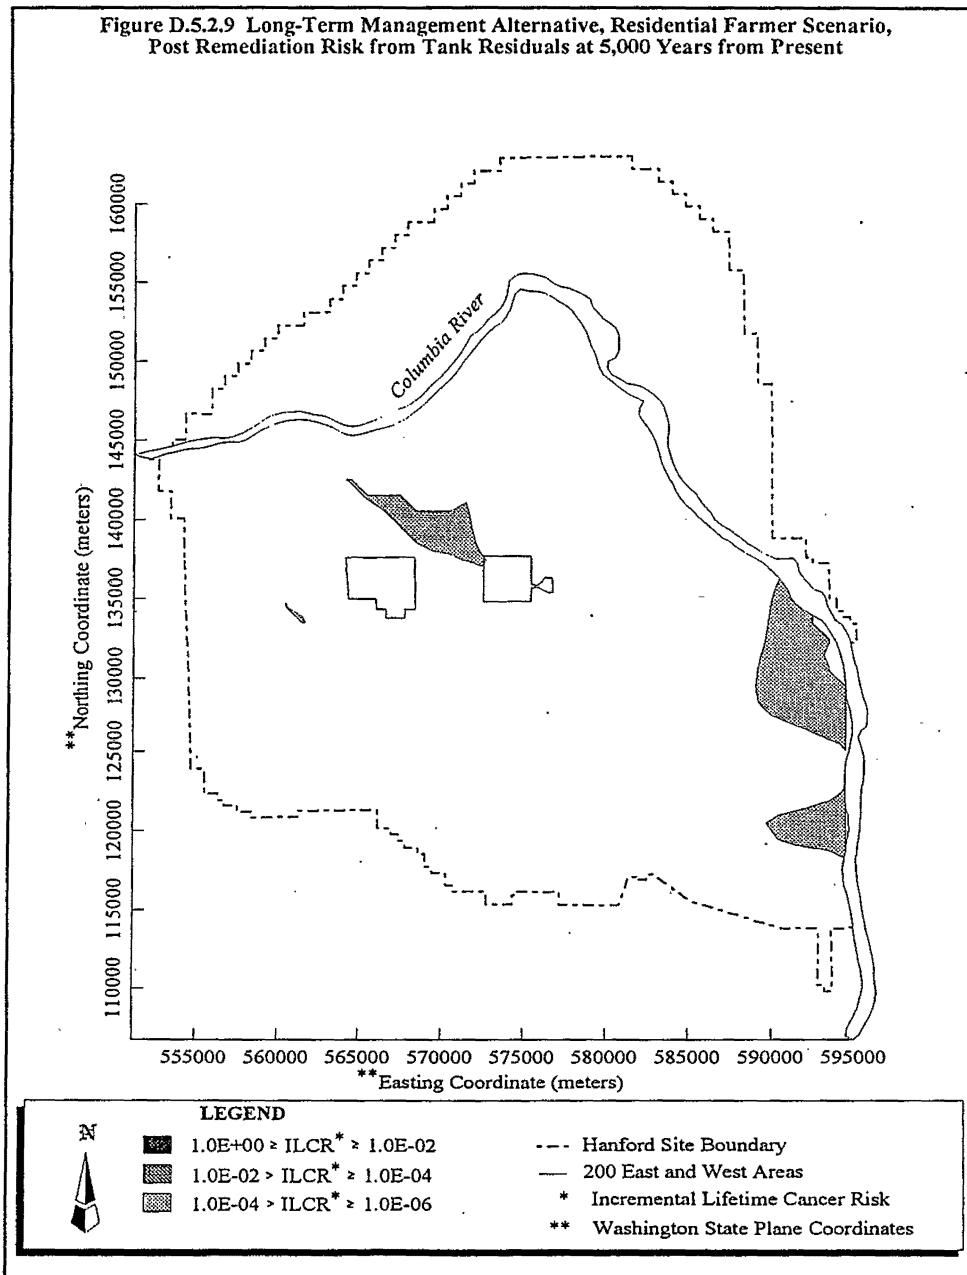 Figure D.5.2.9 Long-Term Management Alternative, Residential Farmer Scenario,
Post Remediation Risk from Tank Residuals at 5,000 Years from Present
160000
155000
150000
145000
140000
135000
130000
125000
120000
115000
110000
**Northing Coordinate (meters)
Columbia River
555000 560000 565000 570000 575000 580000 585000 590000 595000
**Easting Coordinate (meters)
LEGEND
N
1.0E+00 ≥ ILCR* ≥ 1.0E-02
1.0E-02 > ILCR* ≥ 1.0E-04
1.0E-04 > ILCR* ≥ 1.0E-06
Hanford Site Boundary
200 East and West Areas
* Incremental Lifetime Cancer Risk
** Washington State Plane Coordinates